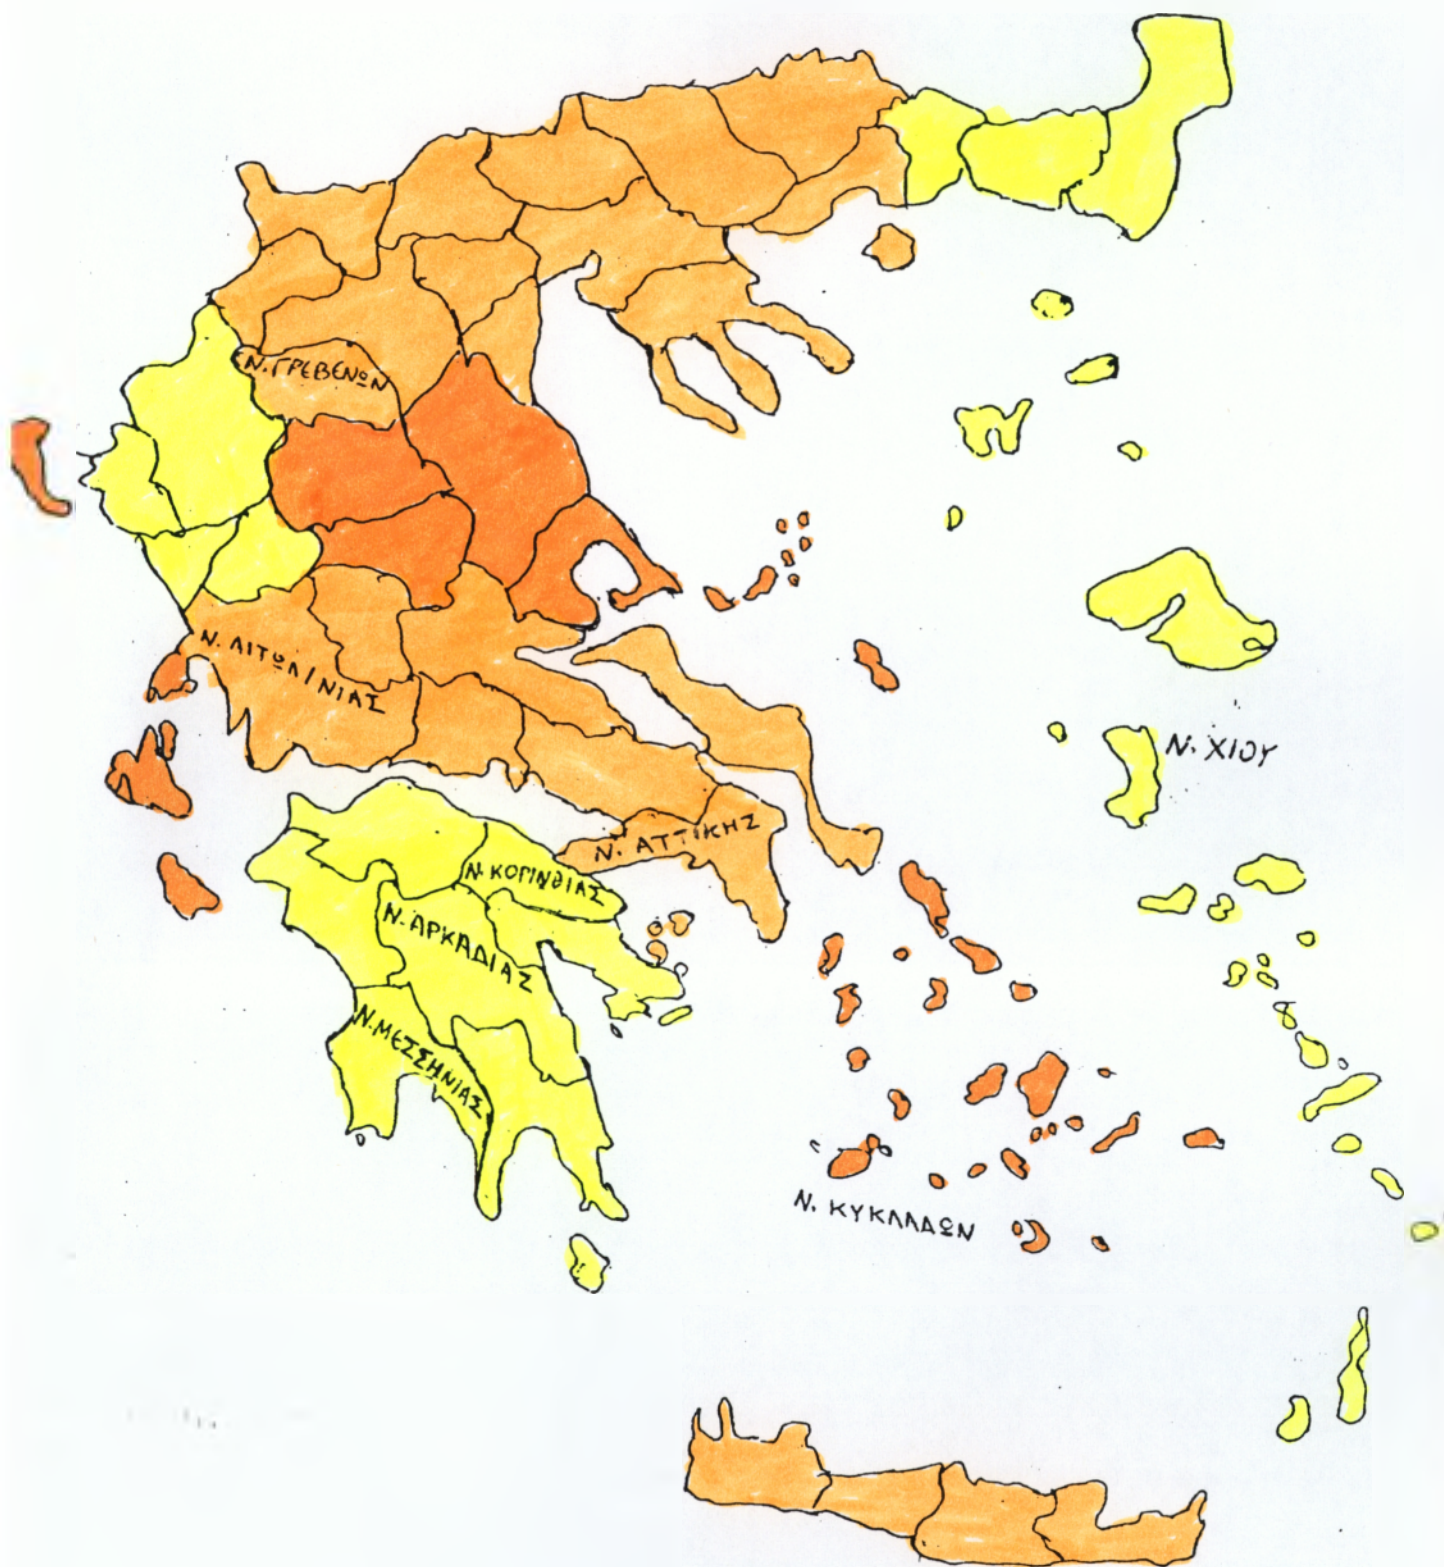 Ν. ΓΡΕΒΕΝΩΝ
Ν. ΑΙΤΩΛ/ΝΙΑΣ
Ν. ΧΙΟΥ
Ν. ΑΤΤΙΚΗΣ
Ν. ΚΟΡΙΝΘΙΑΣ
Ν. ΑΡΚΑΔΙΑΣ
Ν. ΜΕΣΣΗΝΙΑΣ
Ν. ΚΥΚΛΑΔΩΝ